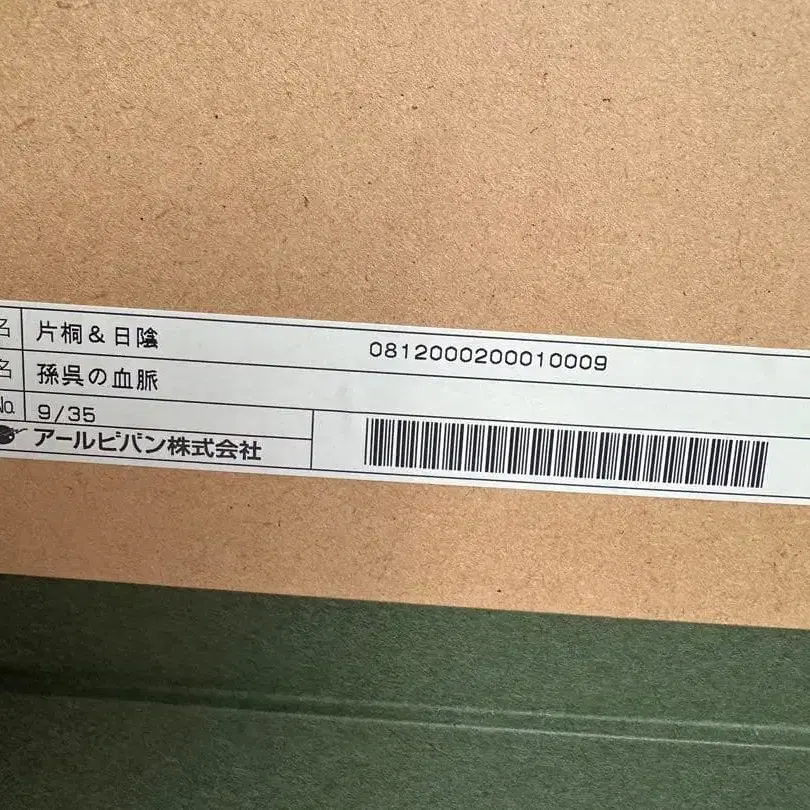 名 片桐&日陰 0812000200010009
名 孫呉の血脈
No. 9/35
アールビバン株式会社